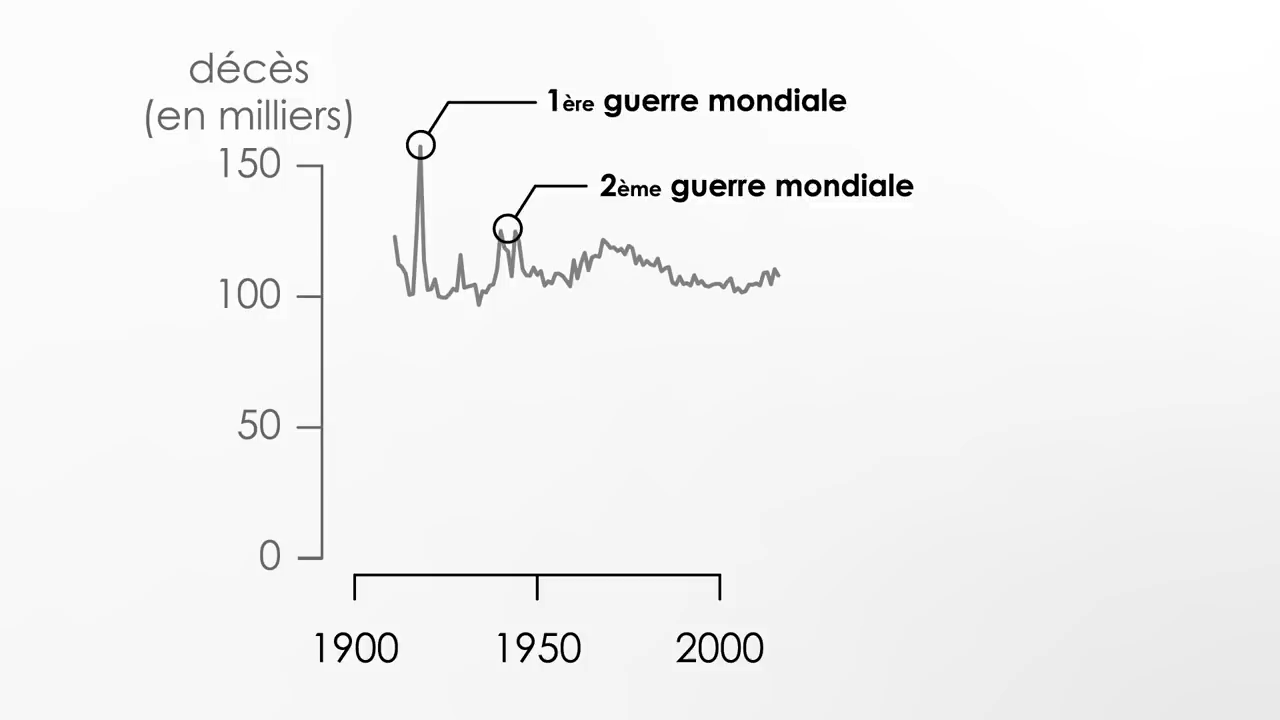 décès
(en milliers)
1ère guerre mondiale
150
2ème guerre mondiale
100
50
0
1900 1950 2000